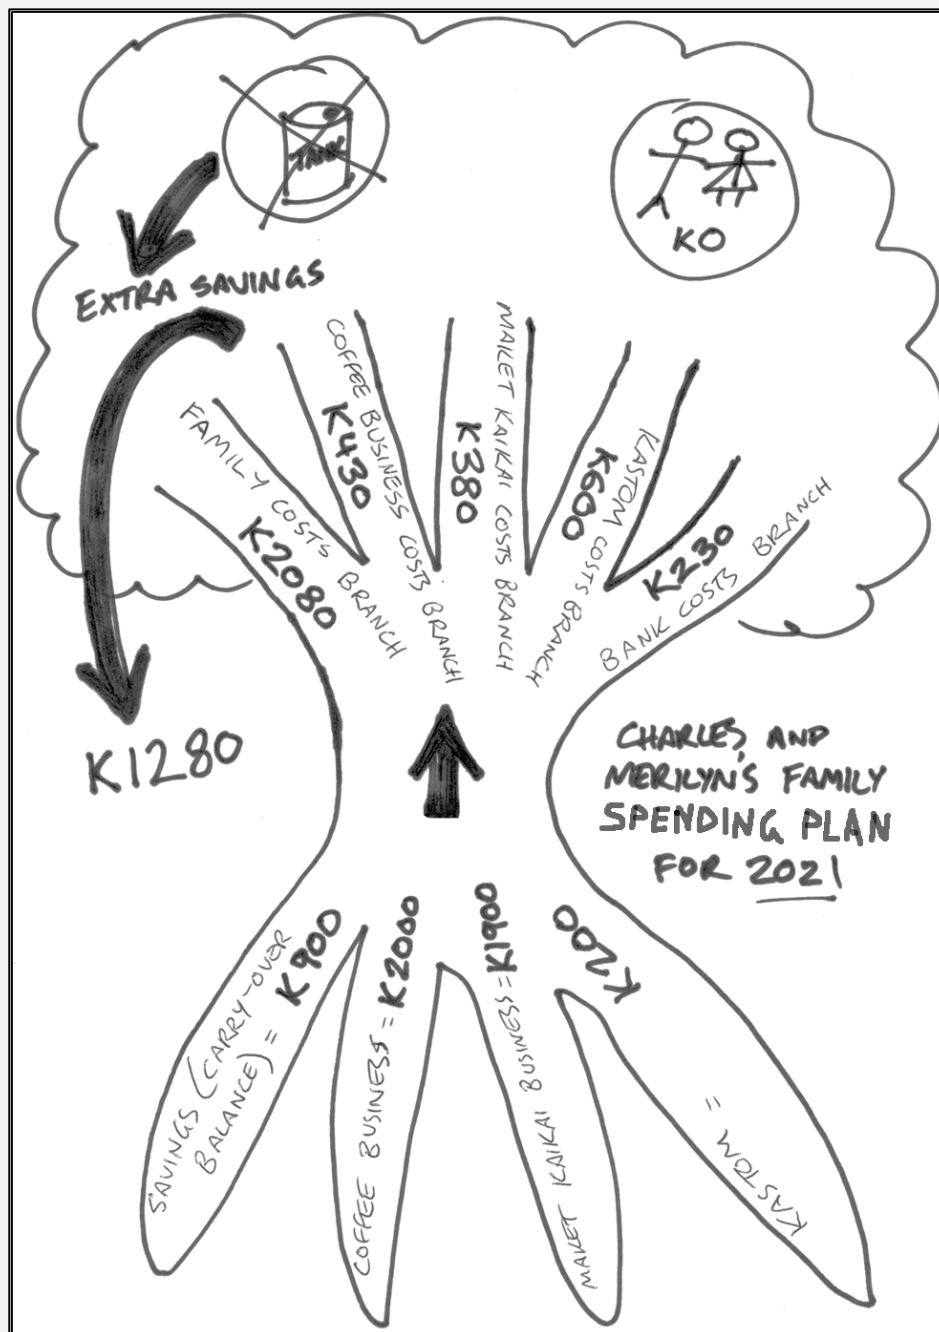 TANK
KO
EXTRA SAVINGS
FAMILY COSTS BRANCH
K2080
COFFEE BUSINESS COSTS BRANCH
K430
MAILET KAIKAI COSTS BRANCH
K380
KASTOM COSTS BRANCH
K600
BANK COSTS BRANCH
K230
K1280
CHARLES AND
MERILYN'S FAMILY
SPENDING PLAN
FOR 2021
SAVINGS (CARRY-OVER
BALANCE) = K900
COFFEE BUSINESS = K2000
MAKET KAIKAI BUSINESS = K1900
KASTOM = K200